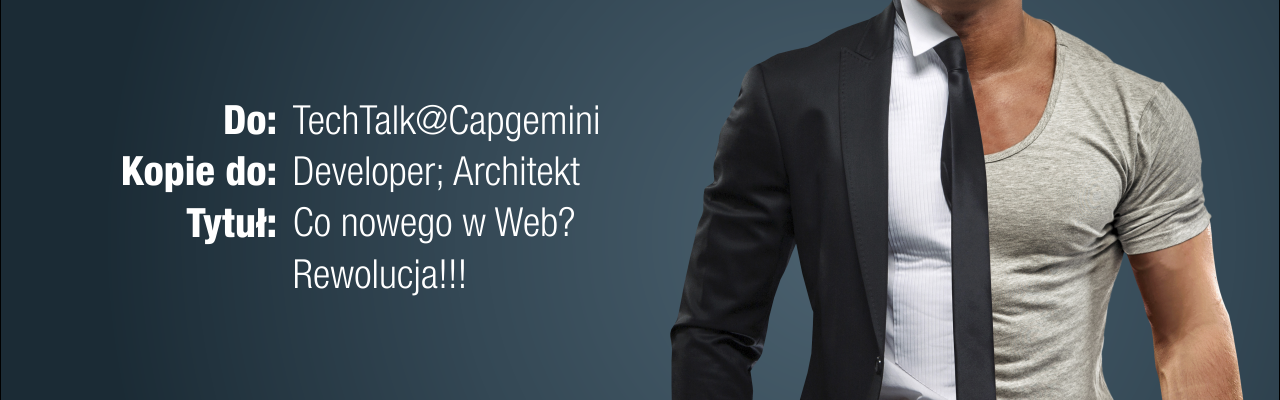 Do: TechTalk@Capgemini
Kopie do: Developer; Architekt
Tytuł: Co nowego w Web?
Rewolucja!!!